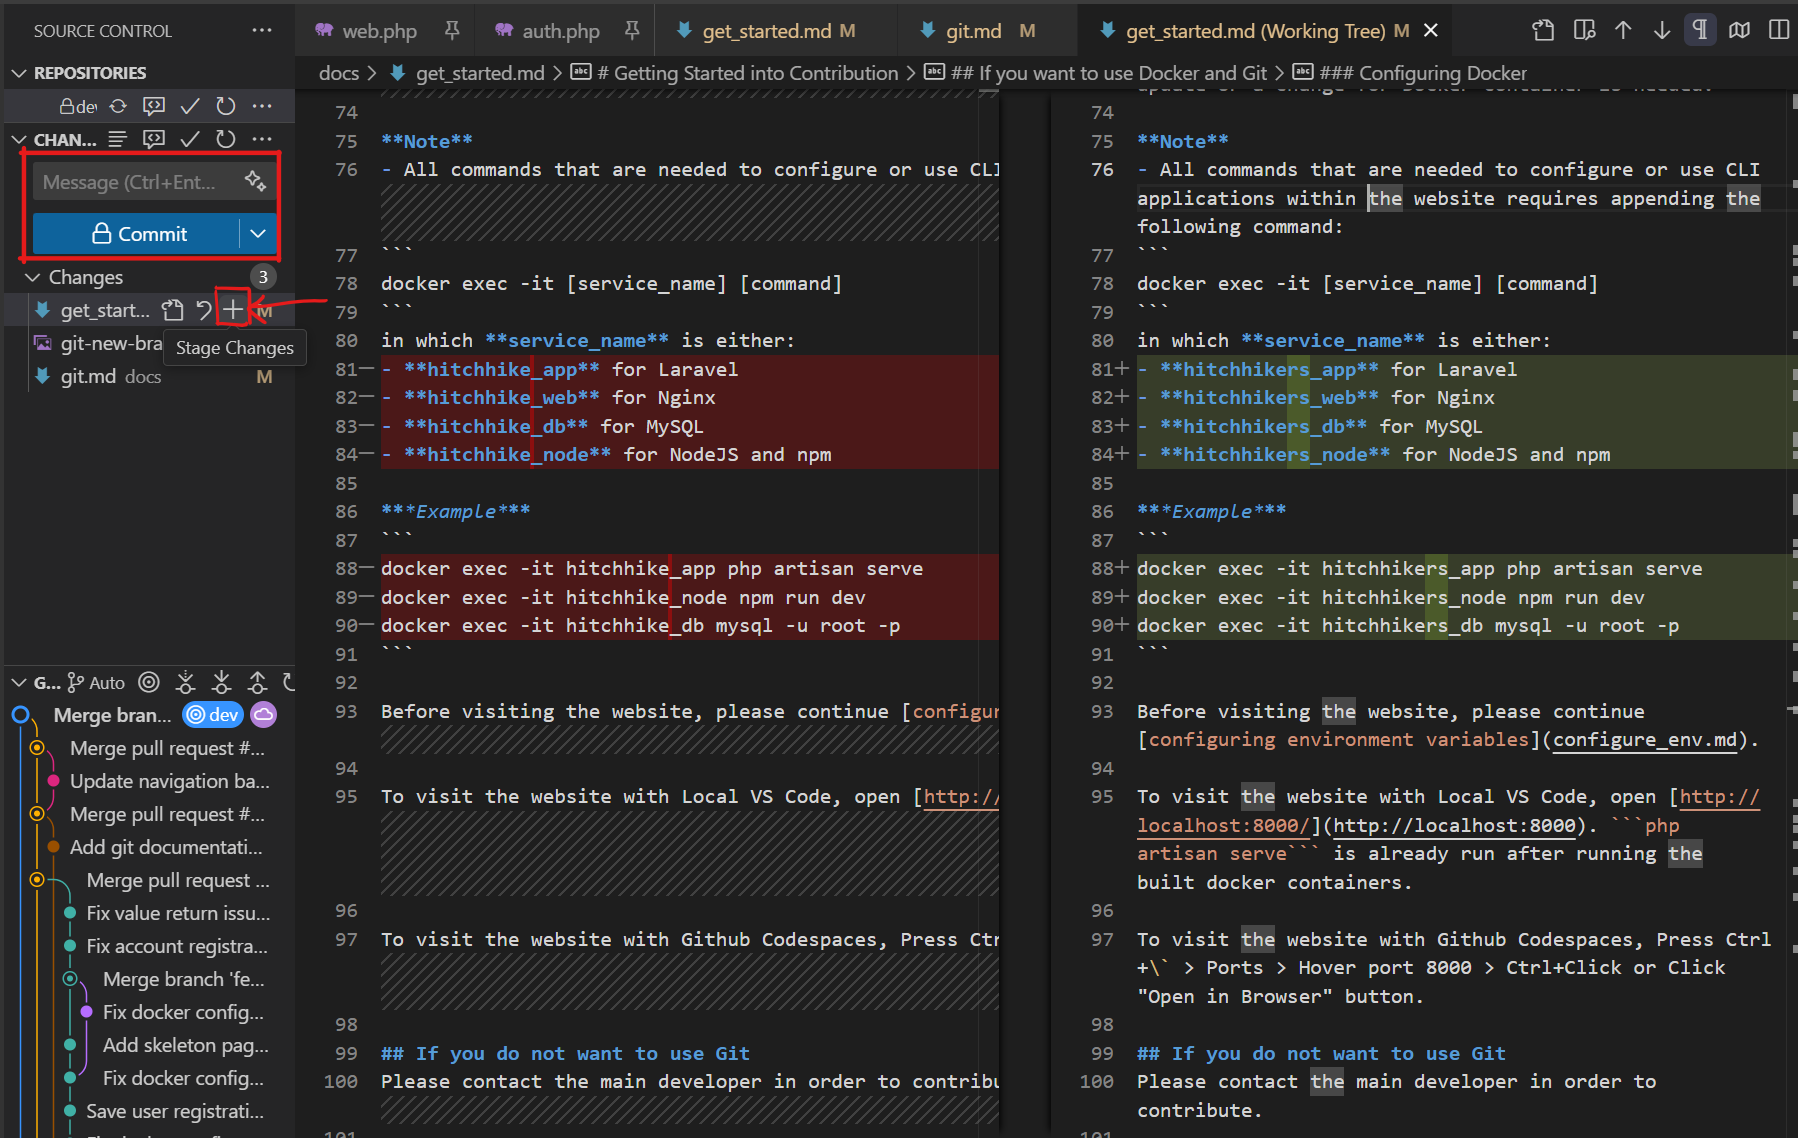 SOURCE CONTROL
REPOSITORIES
dev
CHAN...
Message (Ctrl+Ent...
Commit
Changes 3
get_start... M
Stage Changes
git-new-bra
git.md docs M
G... Auto
Merge bran... dev
Merge pull request #...
Update navigation ba...
Merge pull request #...
Add git documentati...
Merge pull request ...
Fix value return issu...
Fix account registra...
Merge branch 'fe...
Fix docker config...
Add skeleton pag...
Fix docker config...
Save user registrati...
web.php auth.php get_started.md M git.md M get_started.md (Working Tree) M
docs > get_started.md > # Getting Started into Contribution > ## If you want to use Docker and Git > ### Configuring Docker
74
75 **Note**
76 - All commands that are needed to configure or use CLI
77 ```
78 docker exec -it [service_name] [command]
79 ```
80 in which **service_name** is either:
81— - **hitchhike_app** for Laravel
82— - **hitchhike_web** for Nginx
83— - **hitchhike_db** for MySQL
84— - **hitchhike_node** for NodeJS and npm
85
86 ***Example***
87 ```
88— docker exec -it hitchhike_app php artisan serve
89— docker exec -it hitchhike_node npm run dev
90— docker exec -it hitchhike_db mysql -u root -p
91 ```
92
93 Before visiting the website, please continue [configur
94
95 To visit the website with Local VS Code, open [http://
96
97 To visit the website with Github Codespaces, Press Ctr
98
99 ## If you do not want to use Git
100 Please contact the main developer in order to contribu
101
update or a change for Docker container is needed.
74
75 **Note**
76 - All commands that are needed to configure or use CLI
applications within the website requires appending the
following command:
77 ```
78 docker exec -it [service_name] [command]
79 ```
80 in which **service_name** is either:
81+ - **hitchhikers_app** for Laravel
82+ - **hitchhikers_web** for Nginx
83+ - **hitchhikers_db** for MySQL
84+ - **hitchhikers_node** for NodeJS and npm
85
86 ***Example***
87 ```
88+ docker exec -it hitchhikers_app php artisan serve
89+ docker exec -it hitchhikers_node npm run dev
90+ docker exec -it hitchhikers_db mysql -u root -p
91 ```
92
93 Before visiting the website, please continue
[configuring environment variables](configure_env.md).
94
95 To visit the website with Local VS Code, open [http://
localhost:8000/](http://localhost:8000). ```php
artisan serve``` is already run after running the
built docker containers.
96
97 To visit the website with Github Codespaces, Press Ctrl
+\` > Ports > Hover port 8000 > Ctrl+Click or Click
"Open in Browser" button.
98
99 ## If you do not want to use Git
100 Please contact the main developer in order to
contribute.
101